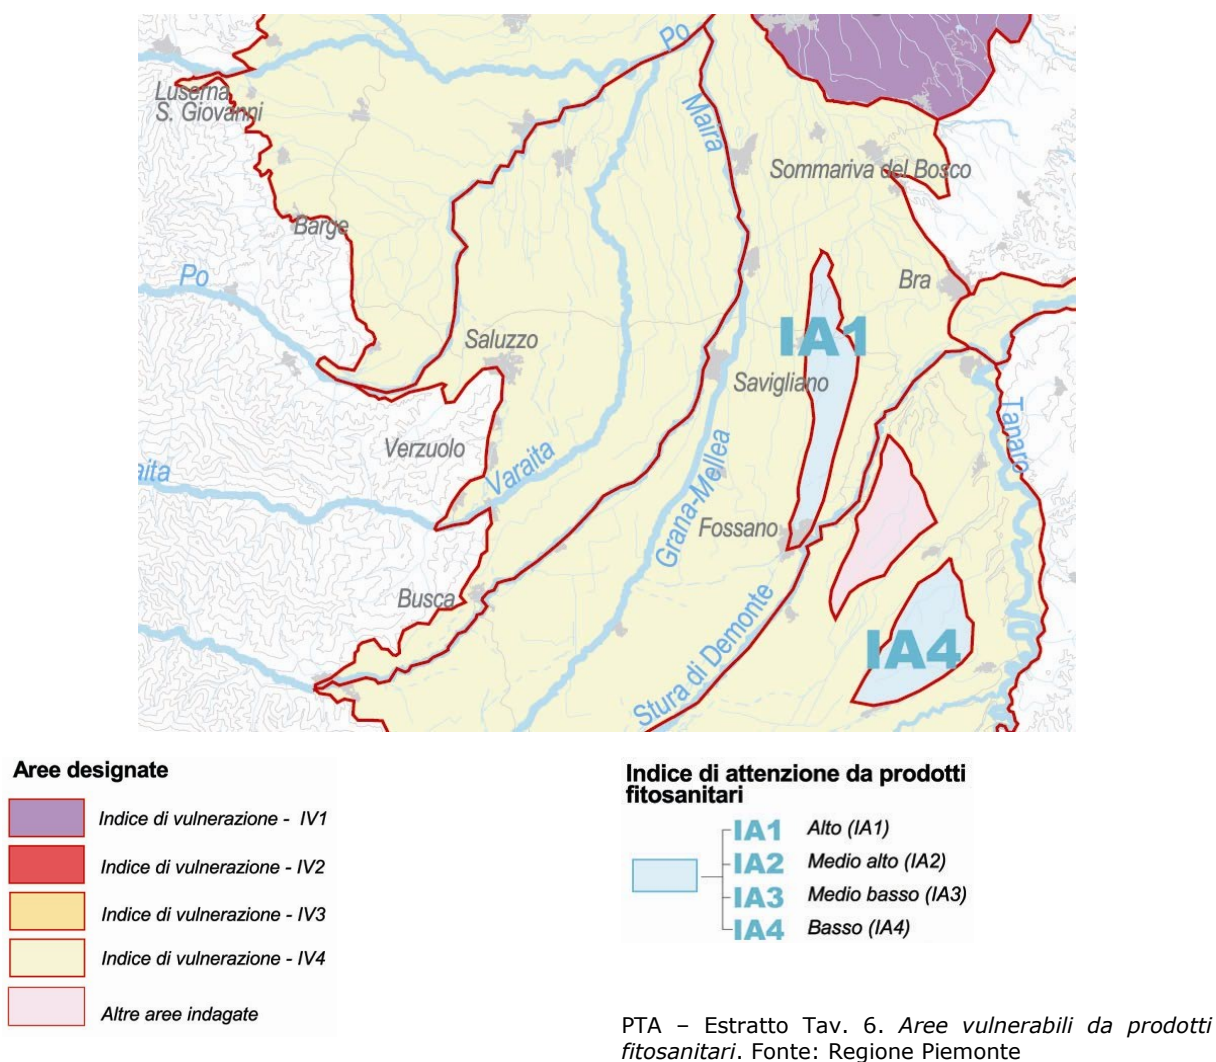 Po
Luserna
S. Giovanni
Maira
Sommariva del Bosco
Barge
Po
Bra
IA1
Saluzzo
Savigliano
Tanaro
Verzuolo
Varaita
aita
Grana-Mellea
Fossano
Busca
Stura di Demonte
IA4
Aree designate
Indice di vulnerazione - IV1
Indice di vulnerazione - IV2
Indice di vulnerazione - IV3
Indice di vulnerazione - IV4
Altre aree indagate
Indice di attenzione da prodotti
fitosanitari
IA1 Alto (IA1)
IA2 Medio alto (IA2)
IA3 Medio basso (IA3)
IA4 Basso (IA4)
PTA – Estratto Tav. 6. Aree vulnerabili da prodotti
fitosanitari. Fonte: Regione Piemonte